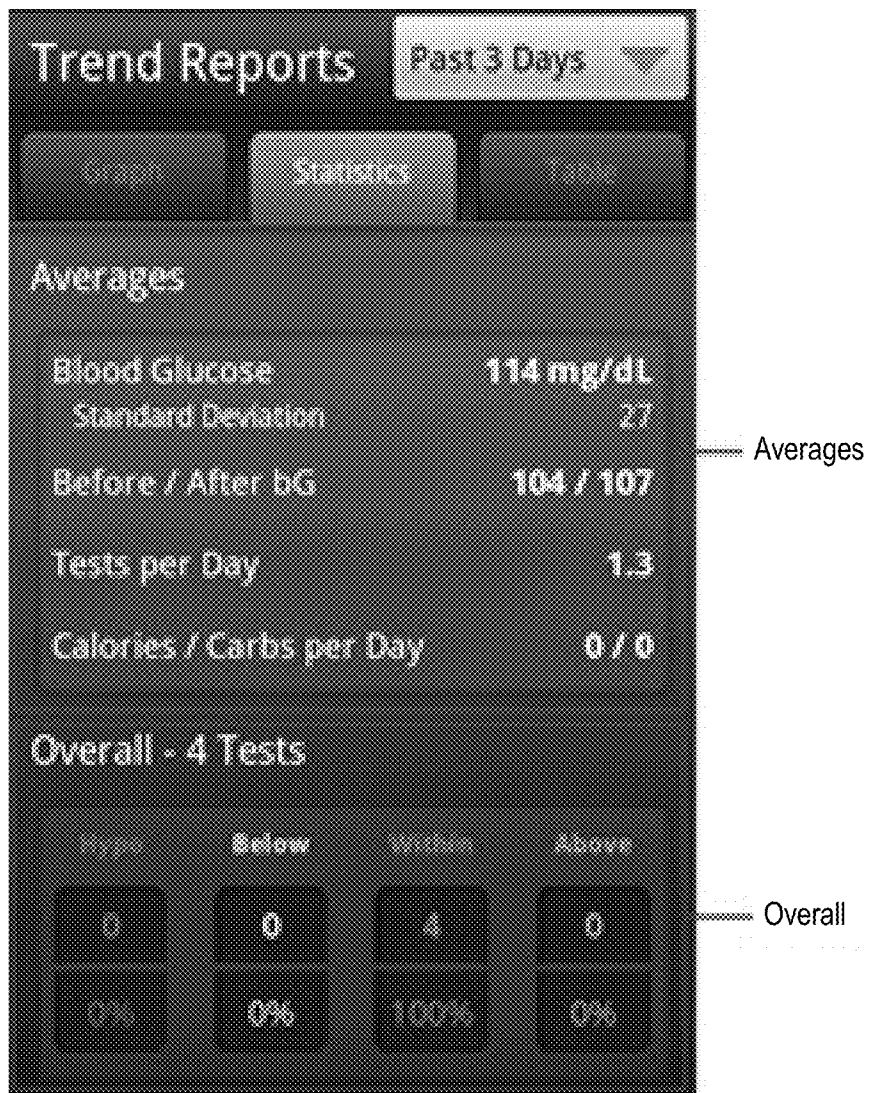 Trend Reports
Past 3 Days
Graph
Statistics
Table
Averages
Blood Glucose 114 mg/dL
Standard Deviation 27
Averages
Before / After bG 104 / 107
Tests per Day 1.3
Calories / Carbs per Day 0 / 0
Overall - 4 Tests
Hypo Below Within Above
0 0 4 0
Overall
0% 0% 100% 0%